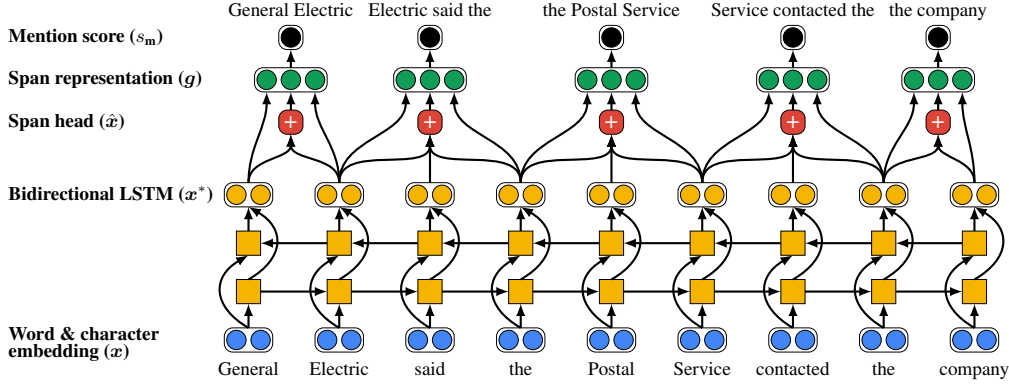 General Electric Electric said the the Postal Service Service contacted the the company
Mention score (sₘ)
Span representation (g)
+ + + + +
Span head (x̂)
Bidirectional LSTM (x*)
Word & character
embedding (x)
General Electric said the Postal Service contacted the company